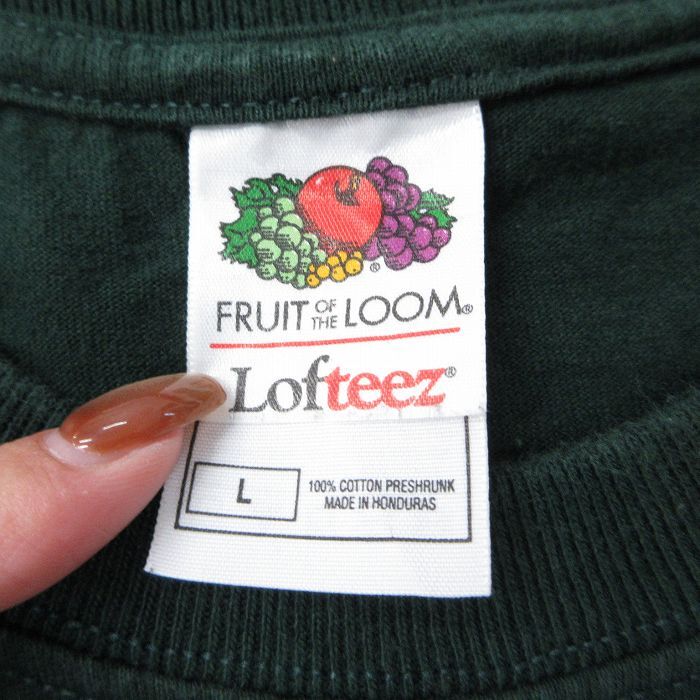 ®
FRUIT OF THE LOOM®
Lofteez®
L
100% COTTON PRESHRUNK
MADE IN HONDURAS